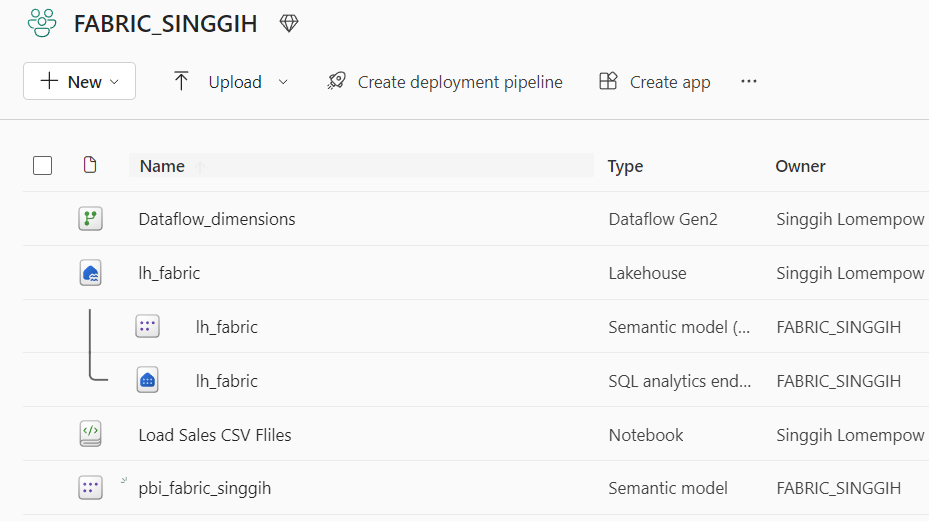 FABRIC_SINGGIH
New Upload Create deployment pipeline Create app ...
Name Type Owner
Dataflow_dimensions Dataflow Gen2 Singgih Lomempow
lh_fabric Lakehouse Singgih Lomempow
lh_fabric Semantic model (... FABRIC_SINGGIH
lh_fabric SQL analytics end... FABRIC_SINGGIH
Load Sales CSV Fliles Notebook Singgih Lomempow
pbi_fabric_singgih Semantic model FABRIC_SINGGIH